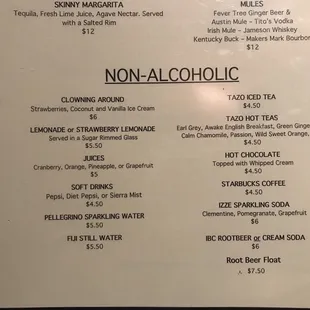 SKINNY MARGARITA
Tequila, Fresh Lime Juice, Agave Nectar. Served
with a Salted Rim
$12
MULES
Fever Tree Ginger Beer &
Austin Mule - Tito's Vodka
Irish Mule - Jameson Whiskey
Kentucky Buck - Makers Mark Bourbon
$12
NON-ALCOHOLIC
CLOWNING AROUND
Strawberries, Coconut and Vanilla Ice Cream
$6
LEMONADE or STRAWBERRY LEMONADE
Served in a Sugar Rimmed Glass
$5.50
JUICES
Cranberry, Orange, Pineapple, or Grapefruit
$5
SOFT DRINKS
Pepsi, Diet Pepsi, or Sierra Mist
$4.50
PELLEGRINO SPARKLING WATER
$5.50
FIJI STILL WATER
$5.50
TAZO ICED TEA
$4.50
TAZO HOT TEAS
Earl Grey, Awake English Breakfast, Green Ginger
Calm Chamomile, Passion, Wild Sweet Orange,
$4.50
HOT CHOCOLATE
Topped with Whipped Cream
$4.50
STARBUCKS COFFEE
$4.50
IZZE SPARKLING SODA
Clementine, Pomegranate, Grapefruit
$6
IBC ROOTBEER or CREAM SODA
$6
Root Beer Float
$7.50